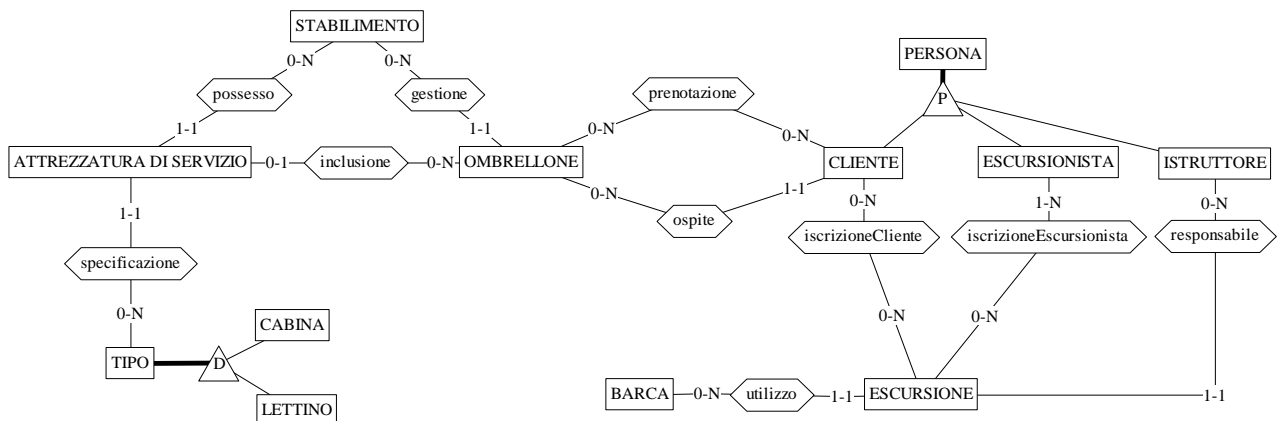 STABILIMENTO
PERSONA
0-N 0-N
possesso gestione prenotazione P
1-1 1-1 0-N 0-N
ATTREZZATURA DI SERVIZIO 0-1 inclusione 0-N OMBRELLONE CLIENTE ESCURSIONISTA ISTRUTTORE
0-N 1-1
1-1 0-N 1-N 0-N
ospite
iscrizioneCliente iscrizioneEscursionista responsabile
specificazione
0-N 0-N 0-N
CABINA
TIPO D
BARCA 0-N utilizzo 1-1 ESCURSIONE 1-1
LETTINO